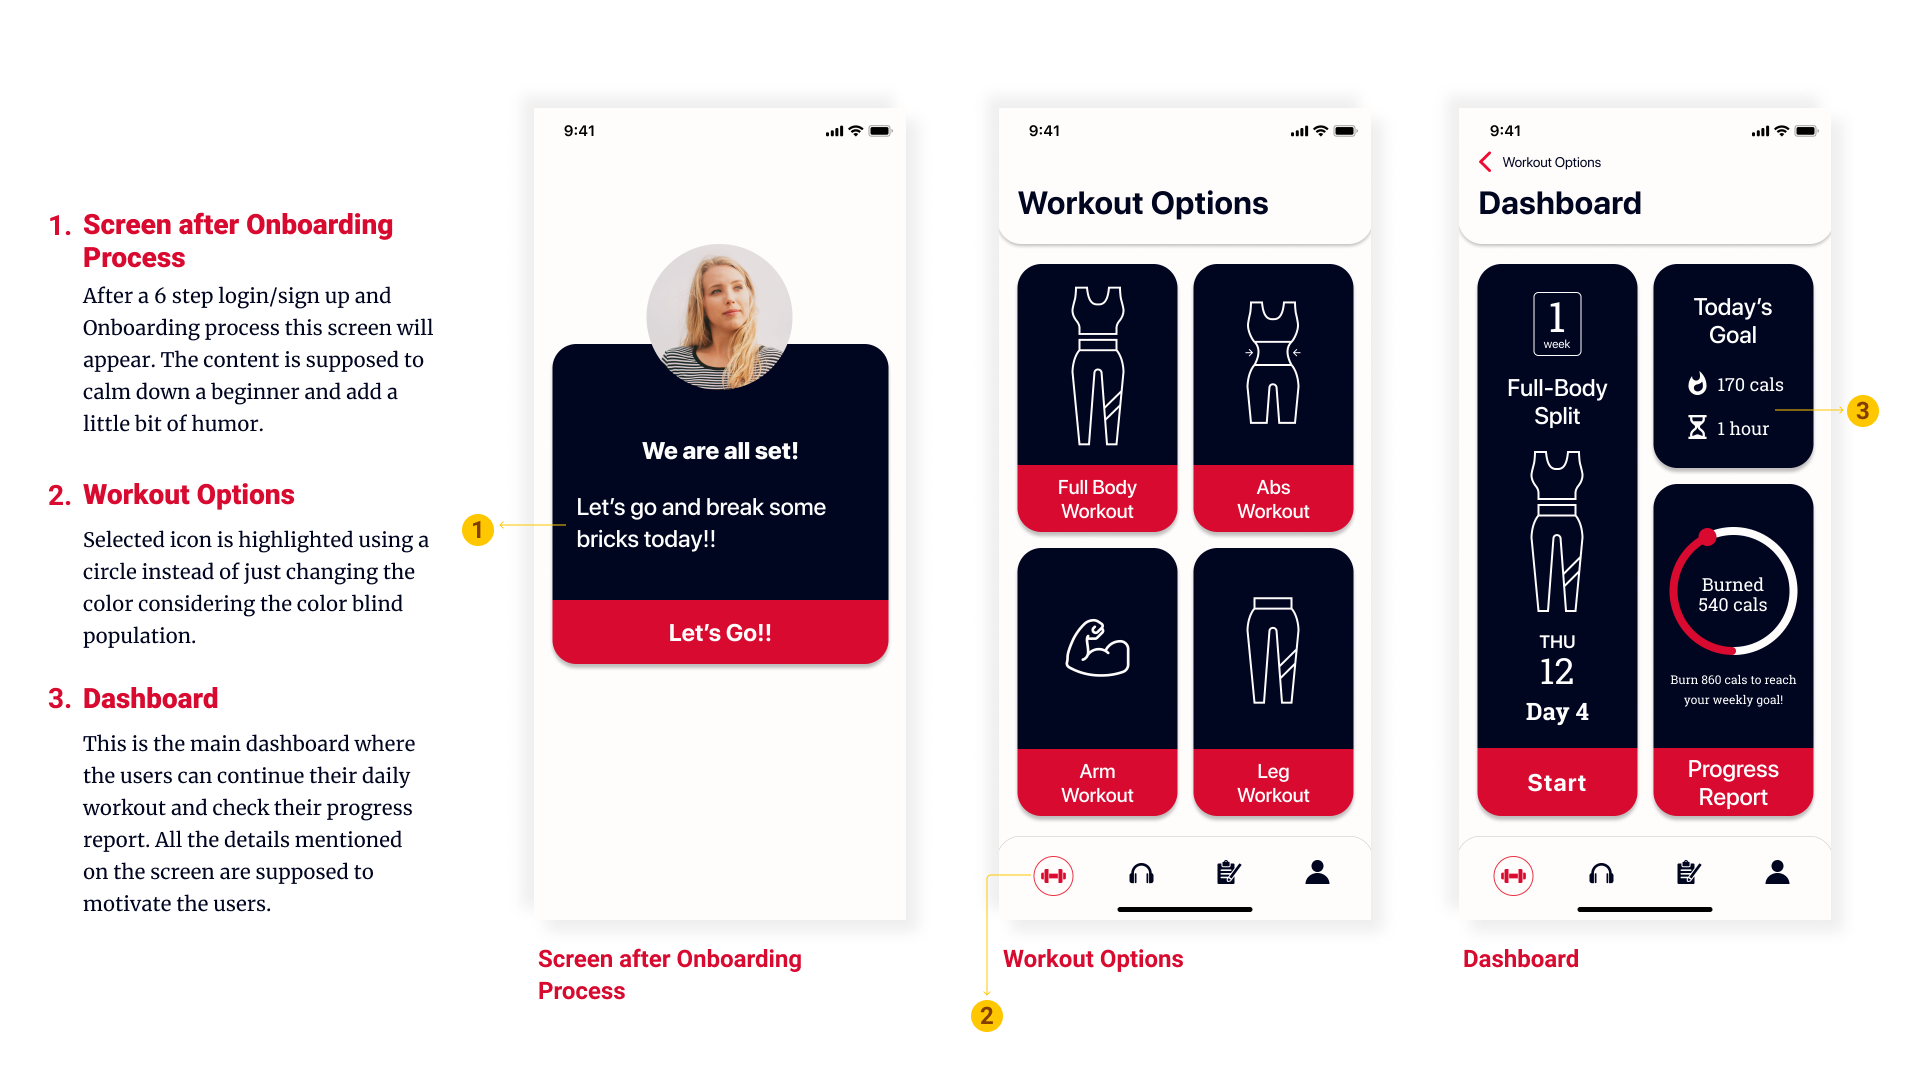 1. Screen after Onboarding
Process
After a 6 step login/sign up and
Onboarding process this screen will
appear. The content is supposed to
calm down a beginner and add a
little bit of humor.
2. Workout Options
Selected icon is highlighted using a
circle instead of just changing the
color considering the color blind
population.
3. Dashboard
This is the main dashboard where
the users can continue their daily
workout and check their progress
report. All the details mentioned
on the screen are supposed to
motivate the users.
9:41
We are all set!
Let's go and break some
bricks today!!
Let's Go!!
1
Screen after Onboarding
Process
9:41
Workout Options
Full Body
Workout
Abs
Workout
Arm
Workout
Leg
Workout
Workout Options
2
9:41
Workout Options
Dashboard
1
week
Full-Body
Split
THU
12
Day 4
Start
Today's
Goal
170 cals
1 hour
3
Burned
540 cals
Burn 860 cals to reach
your weekly goal!
Progress
Report
Dashboard